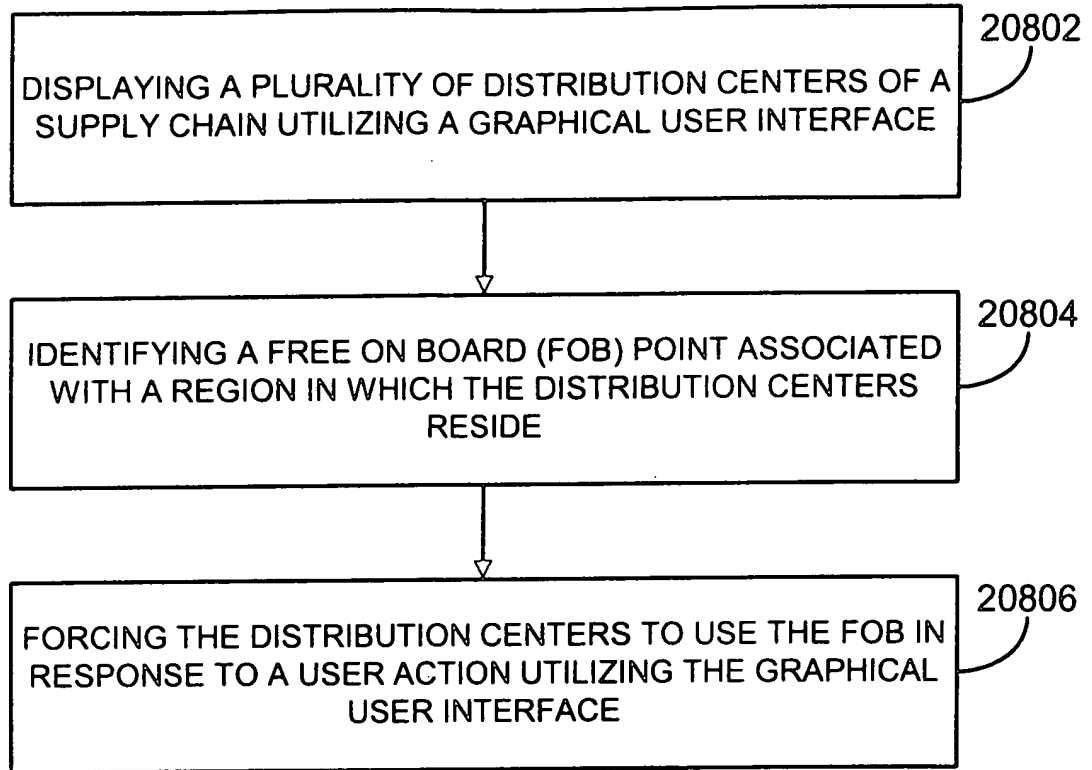 20802
DISPLAYING A PLURALITY OF DISTRIBUTION CENTERS OF A
SUPPLY CHAIN UTILIZING A GRAPHICAL USER INTERFACE
20804
IDENTIFYING A FREE ON BOARD (FOB) POINT ASSOCIATED
WITH A REGION IN WHICH THE DISTRIBUTION CENTERS
RESIDE
20806
FORCING THE DISTRIBUTION CENTERS TO USE THE FOB IN
RESPONSE TO A USER ACTION UTILIZING THE GRAPHICAL
USER INTERFACE